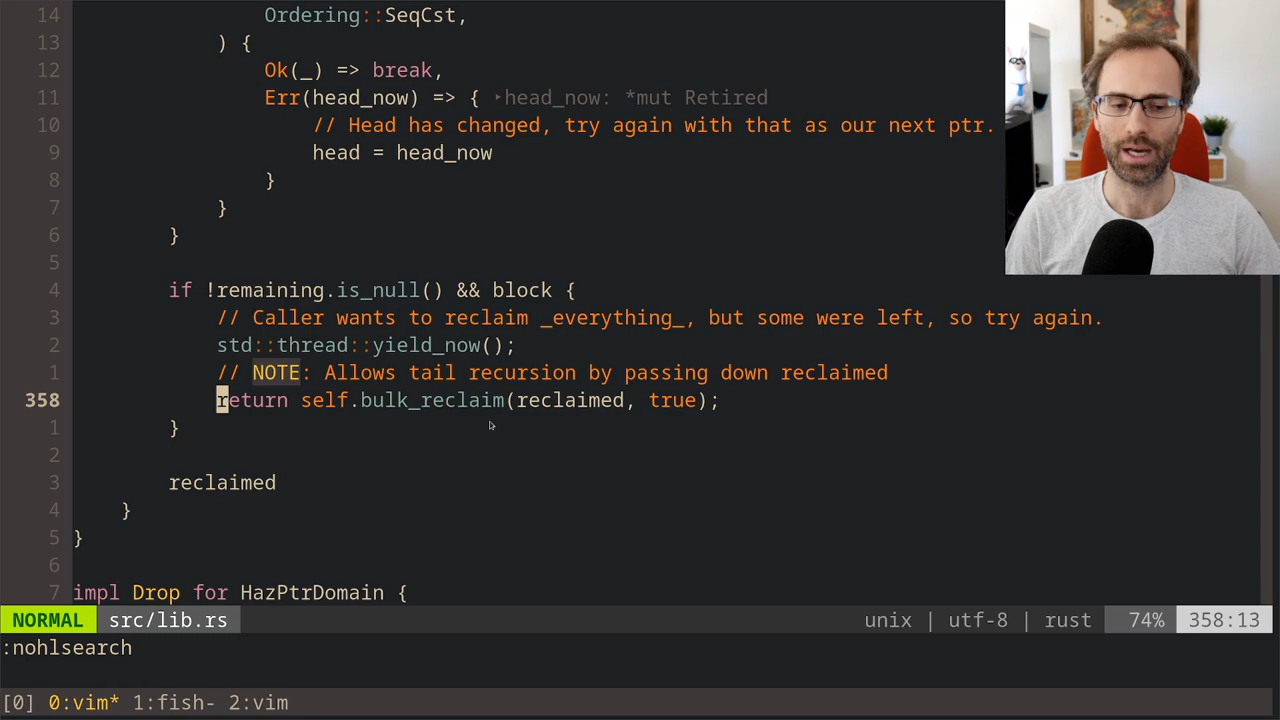 14                 Ordering::SeqCst,
13             ) {
12                 Ok(_) => break,
11                 Err(head_now) => { ▸head_now: *mut Retired
10                     // Head has changed, try again with that as our next ptr.
9                     head = head_now
8                 }
7             }
6         }
5
4         if !remaining.is_null() && block {
3             // Caller wants to reclaim _everything_, but some were left, so try again.
2             std::thread::yield_now();
1             // NOTE: Allows tail recursion by passing down reclaimed
358             return self.bulk_reclaim(reclaimed, true);
1         }
2
3         reclaimed
4     }
5 }
6
7 impl Drop for HazPtrDomain {
NORMAL src/lib.rs unix | utf-8 | rust 74% 358:13
:nohlsearch
[0] 0:vim* 1:fish- 2:vim